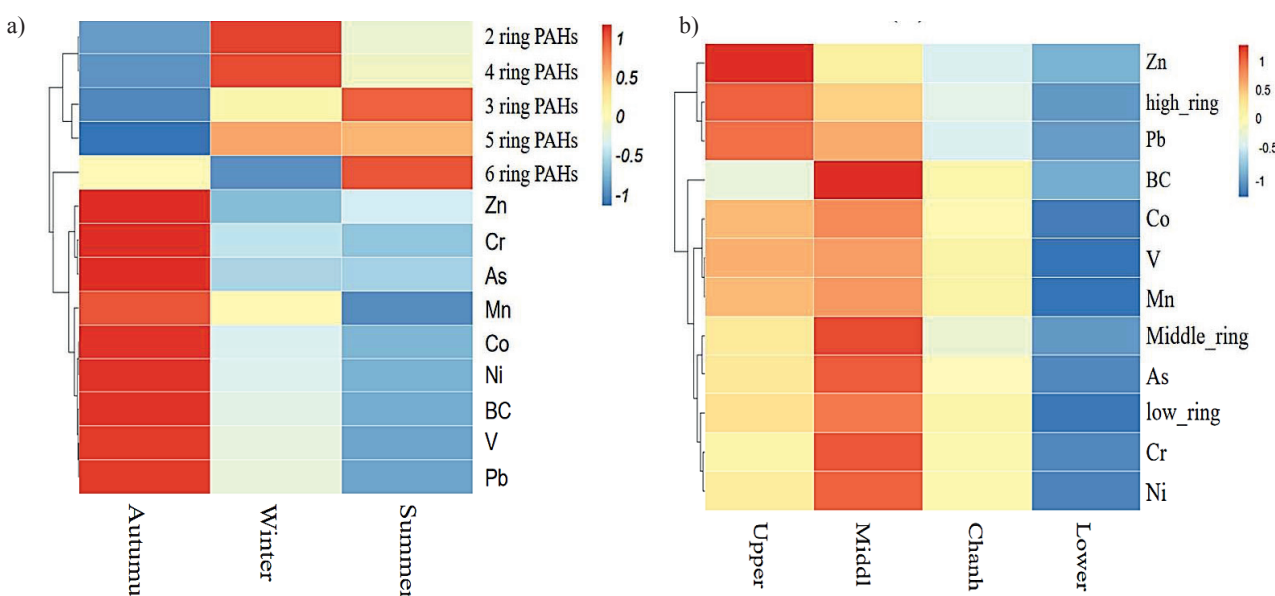 a)
2 ring PAHs
4 ring PAHs
3 ring PAHs
5 ring PAHs
6 ring PAHs
Zn
Cr
As
Mn
Co
Ni
BC
V
Pb
1
0.5
0
-0.5
-1
Autumu
Winter
Summer
b)
Zn
high_ring
Pb
BC
Co
V
Mn
Middle_ring
As
low_ring
Cr
Ni
1
0.5
0
-0.5
-1
Upper
Middl
Chanh
Lower